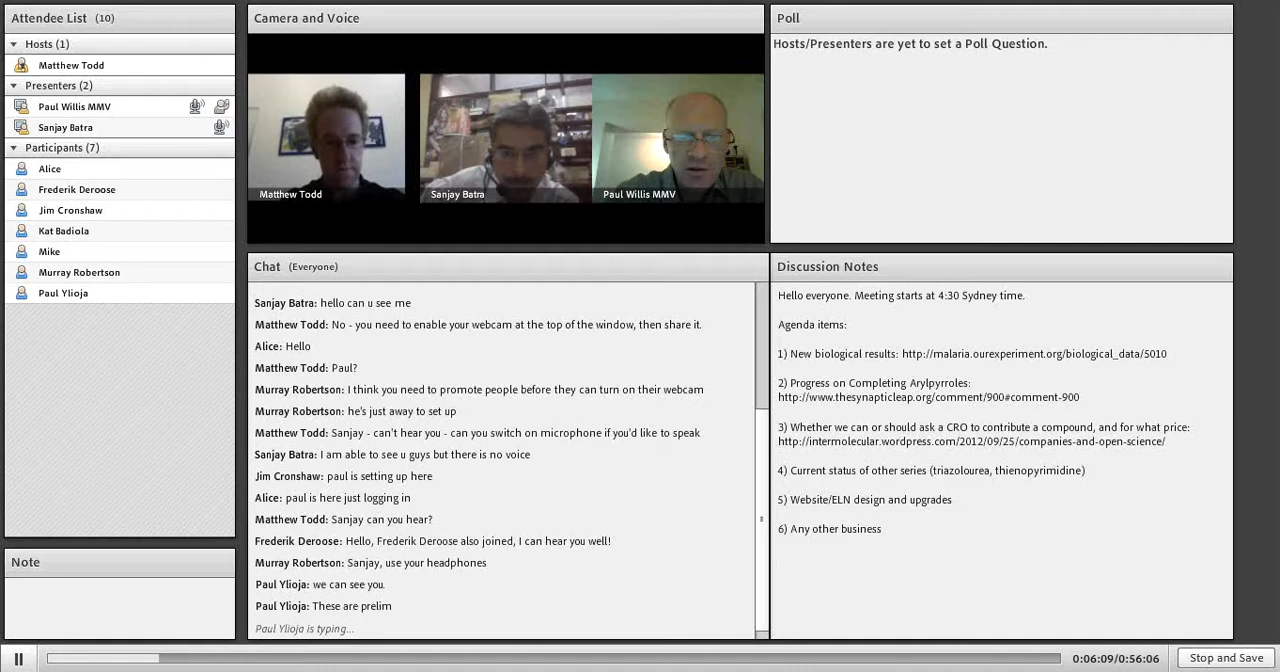 Attendee List (10)
Hosts (1)
Matthew Todd
Presenters (2)
Paul Willis MMV
Sanjay Batra
Participants (7)
Alice
Frederik Deroose
Jim Cronshaw
Kat Badiola
Mike
Murray Robertson
Paul Ylioja
Note
Camera and Voice
Matthew Todd
Sanjay Batra
Paul Willis MMV
Chat (Everyone)
Sanjay Batra: hello can u see me
Matthew Todd: No - you need to enable your webcam at the top of the window, then share it.
Alice: Hello
Matthew Todd: Paul?
Murray Robertson: I think you need to promote people before they can turn on their webcam
Murray Robertson: he's just away to set up
Matthew Todd: Sanjay - can't hear you - can you switch on microphone if you'd like to speak
Sanjay Batra: I am able to see u guys but there is no voice
Jim Cronshaw: paul is setting up here
Alice: paul is here just logging in
Matthew Todd: Sanjay can you hear?
Frederik Deroose: Hello, Frederik Deroose also joined, I can hear you well!
Murray Robertson: Sanjay, use your headphones
Paul Ylioja: we can see you.
Paul Ylioja: These are prelim
Paul Ylioja is typing...
Poll
Hosts/Presenters are yet to set a Poll Question.
Discussion Notes
Hello everyone. Meeting starts at 4:30 Sydney time.
Agenda items:
1) New biological results: http://malaria.ourexperiment.org/biological_data/5010
2) Progress on Completing Arylpyrroles:
http://www.thesynapticleap.org/comment/900#comment-900
3) Whether we can or should ask a CRO to contribute a compound, and for what price:
http://intermolecular.wordpress.com/2012/09/25/companies-and-open-science/
4) Current status of other series (triazolourea, thienopyrimidine)
5) Website/ELN design and upgrades
6) Any other business
0:06:09/0:56:06
Stop and Save